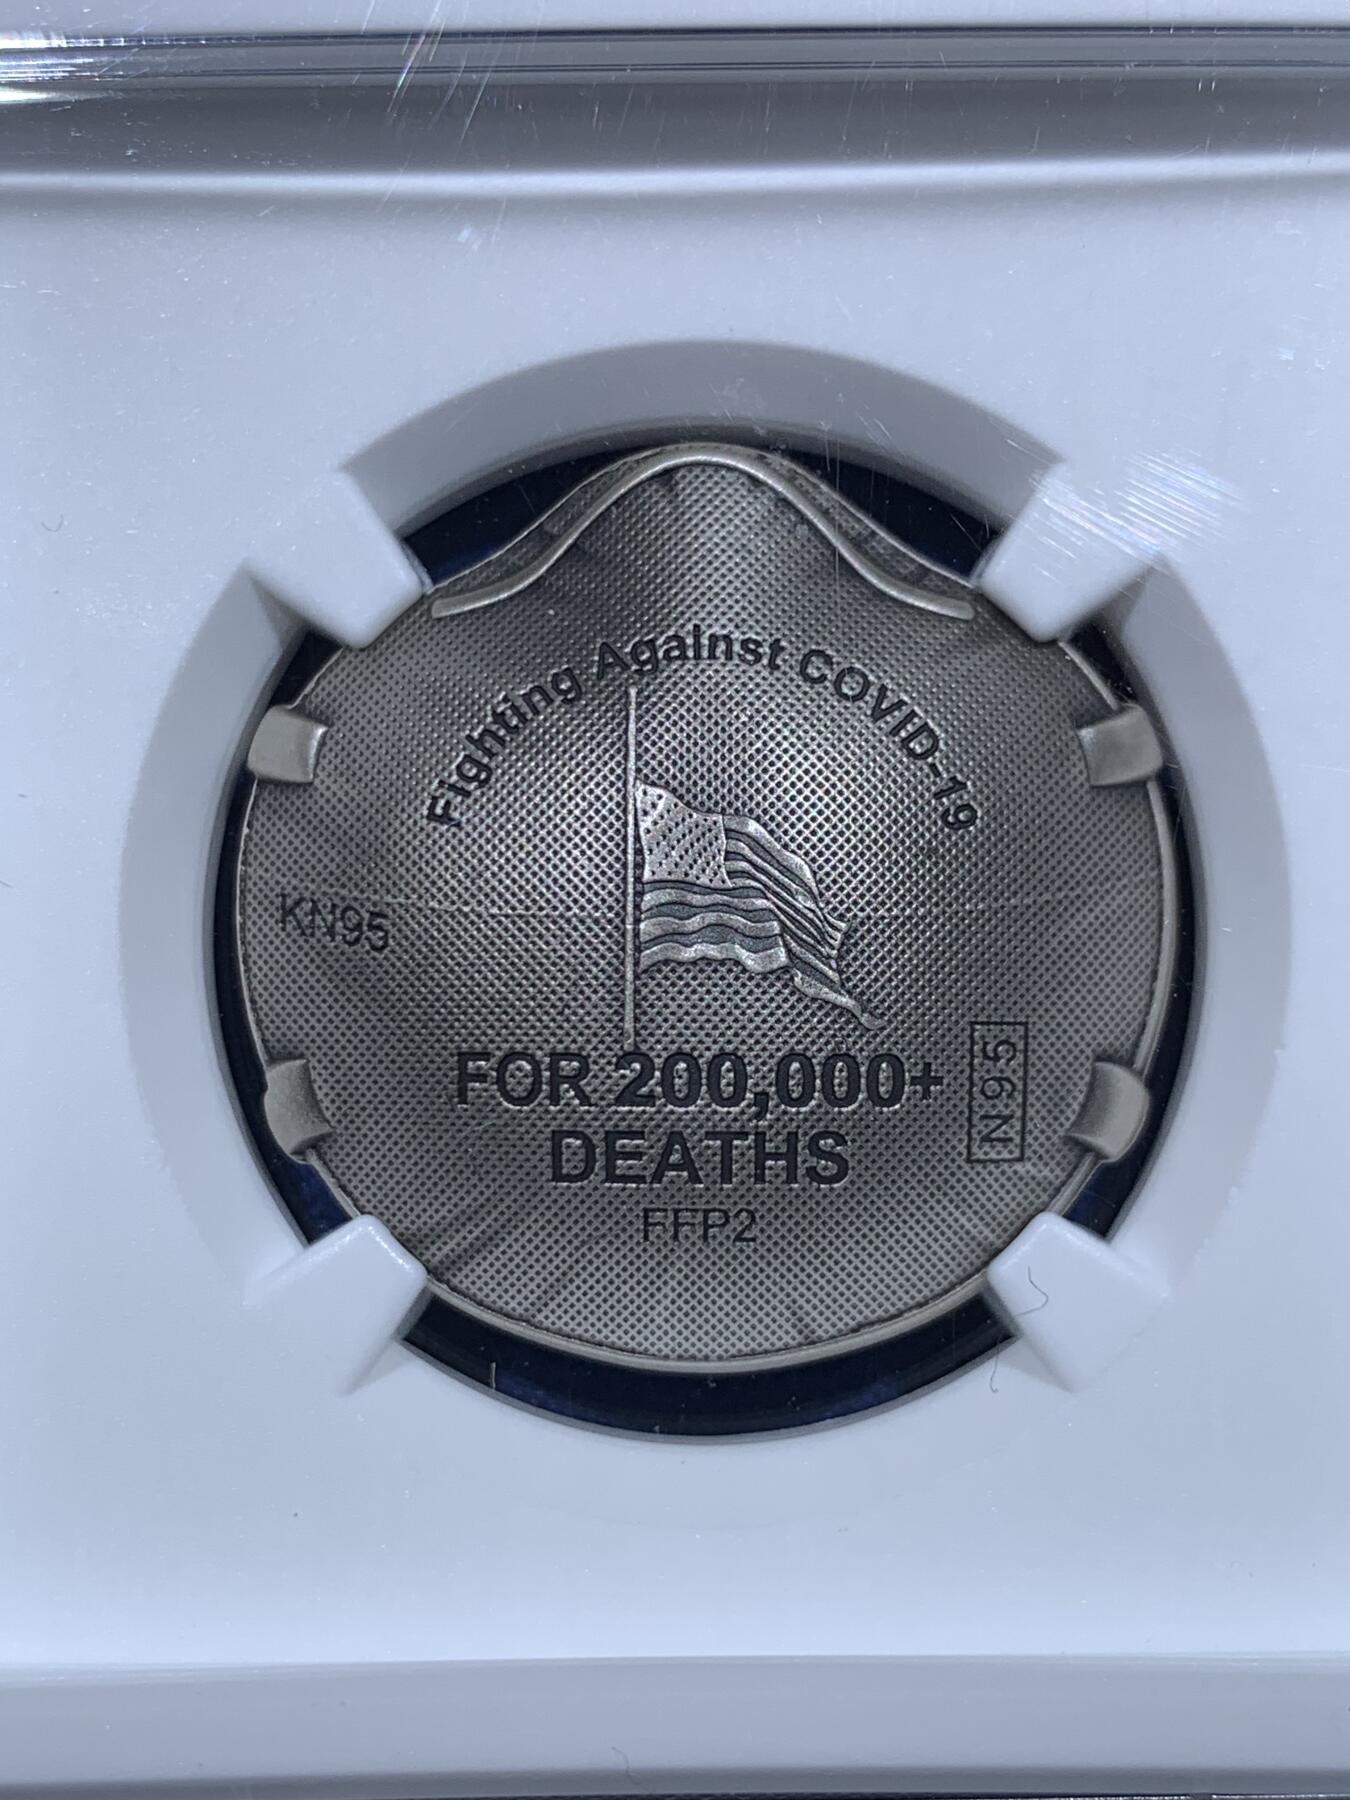 Fighting Against COVID-19
KN95
FOR 200,000+
DEATHS
N95
FFP2